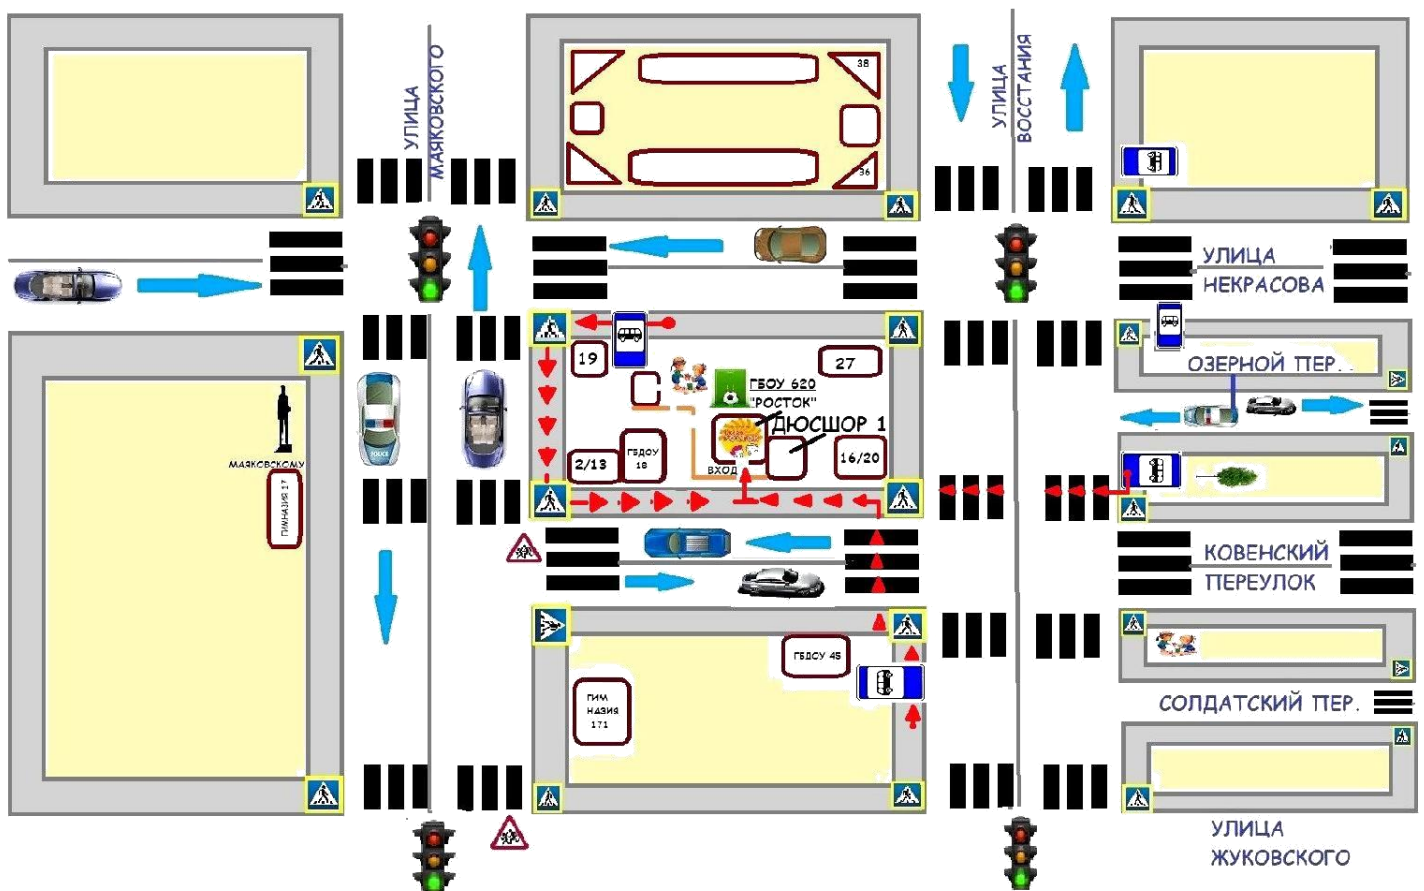 УЛИЦА
МАЯКОВСКОГО
38
36
УЛИЦА
ВОССТАНИЯ
УЛИЦА
НЕКРАСОВА
19
27
ГБОУ 620
"РОСТОК"
ДЮСШОР 1
2/13
ГБДОУ
18
ВХОД
16/20
ОЗЕРНОЙ ПЕР.
POLICE
МАЯКОВСКОМУ
ГИМНАЗИЯ 17
КОВЕНСКИЙ
ПЕРЕУЛОК
ГБДОУ 45
ГИМ
НАЗИЯ
171
СОЛДАТСКИЙ ПЕР.
УЛИЦА
ЖУКОВСКОГО